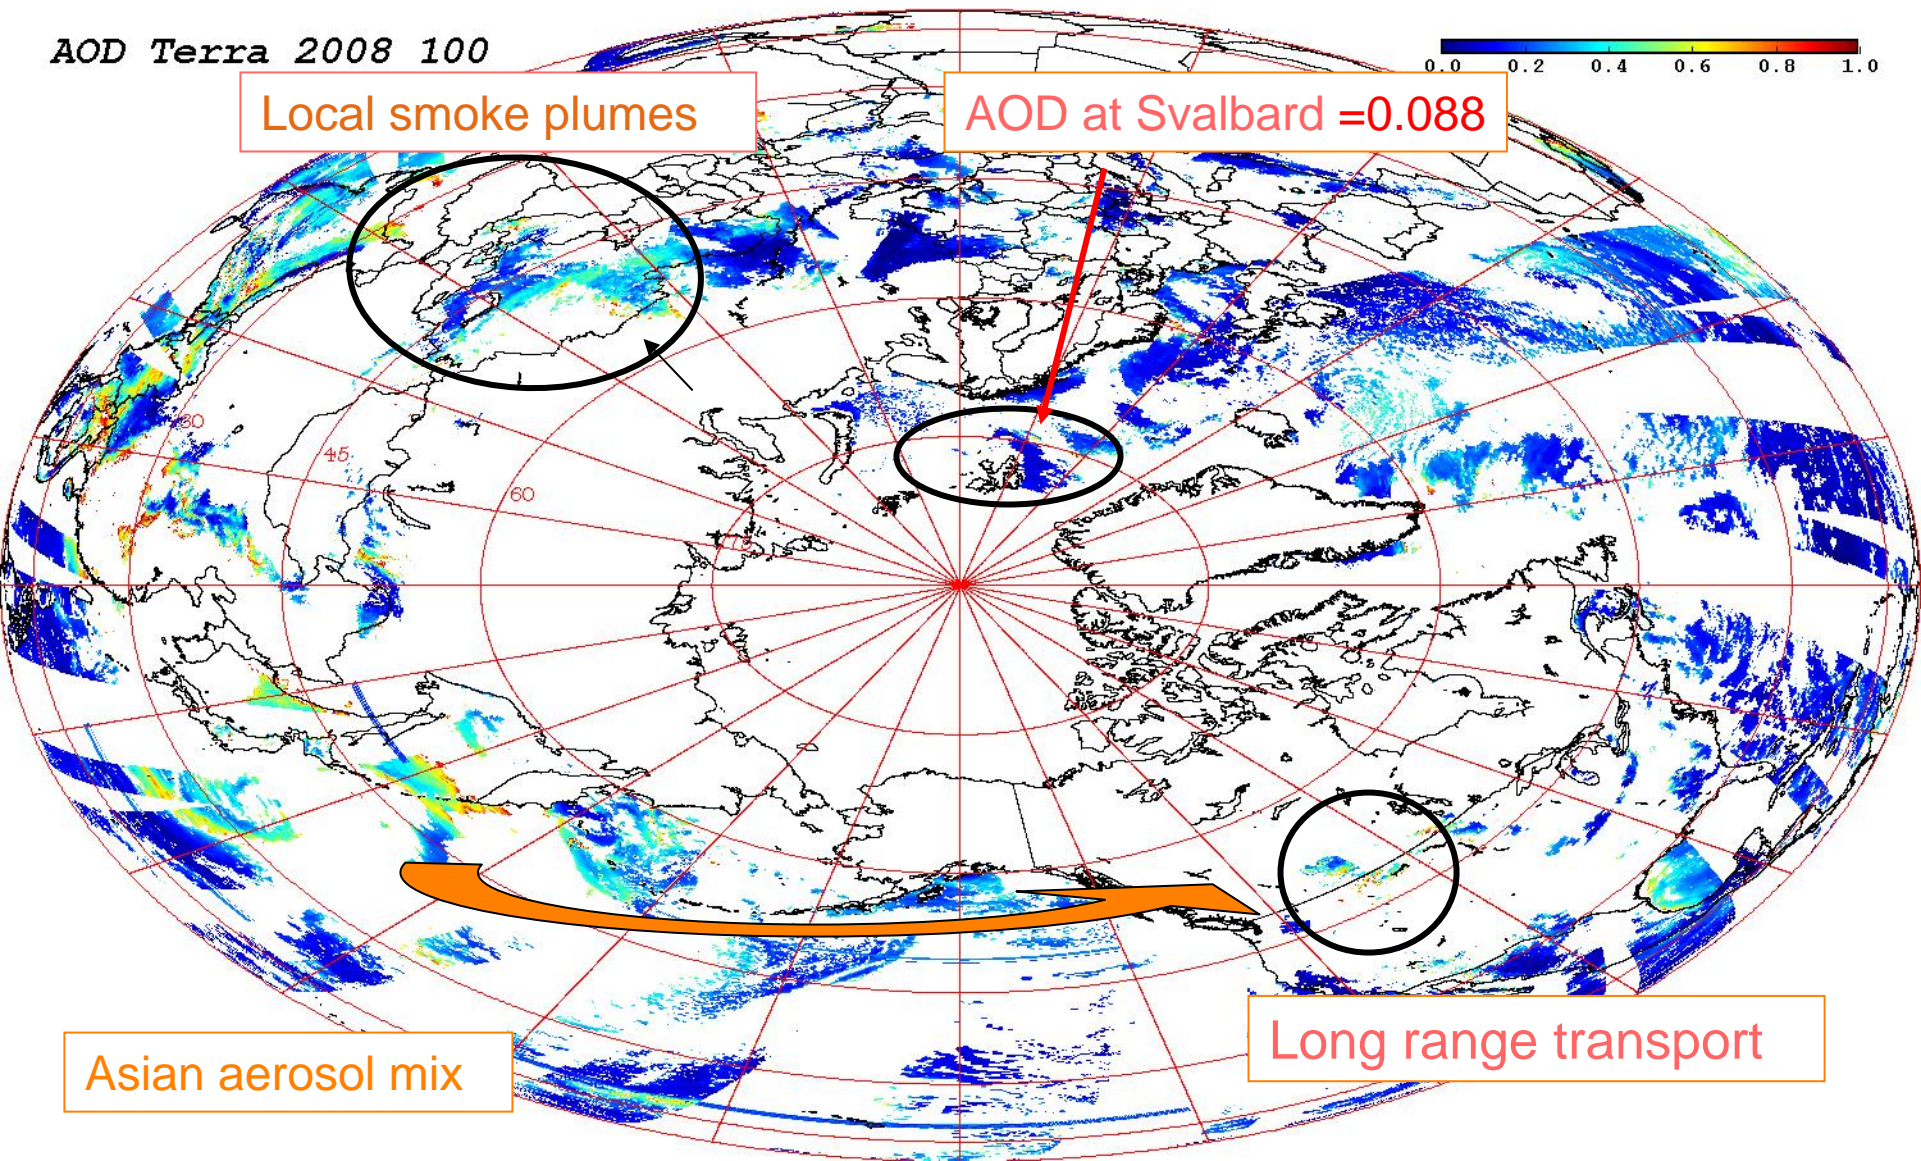 AOD Terra 2008 100
0.0 0.2 0.4 0.6 0.8 1.0
Local smoke plumes
AOD at Svalbard =0.088
30
45
60
75
Long range transport
Asian aerosol mix